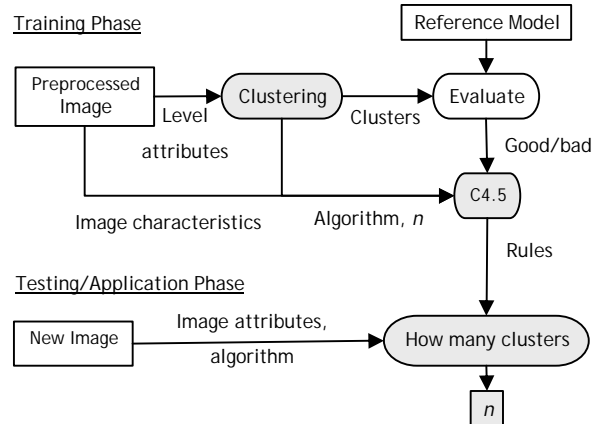 Training Phase
Reference Model
Preprocessed
Image
Level
attributes
Clustering
Clusters
Evaluate
Good/bad
C4.5
Image characteristics
Algorithm, n
Rules
Testing/Application Phase
New Image
Image attributes,
algorithm
How many clusters
n